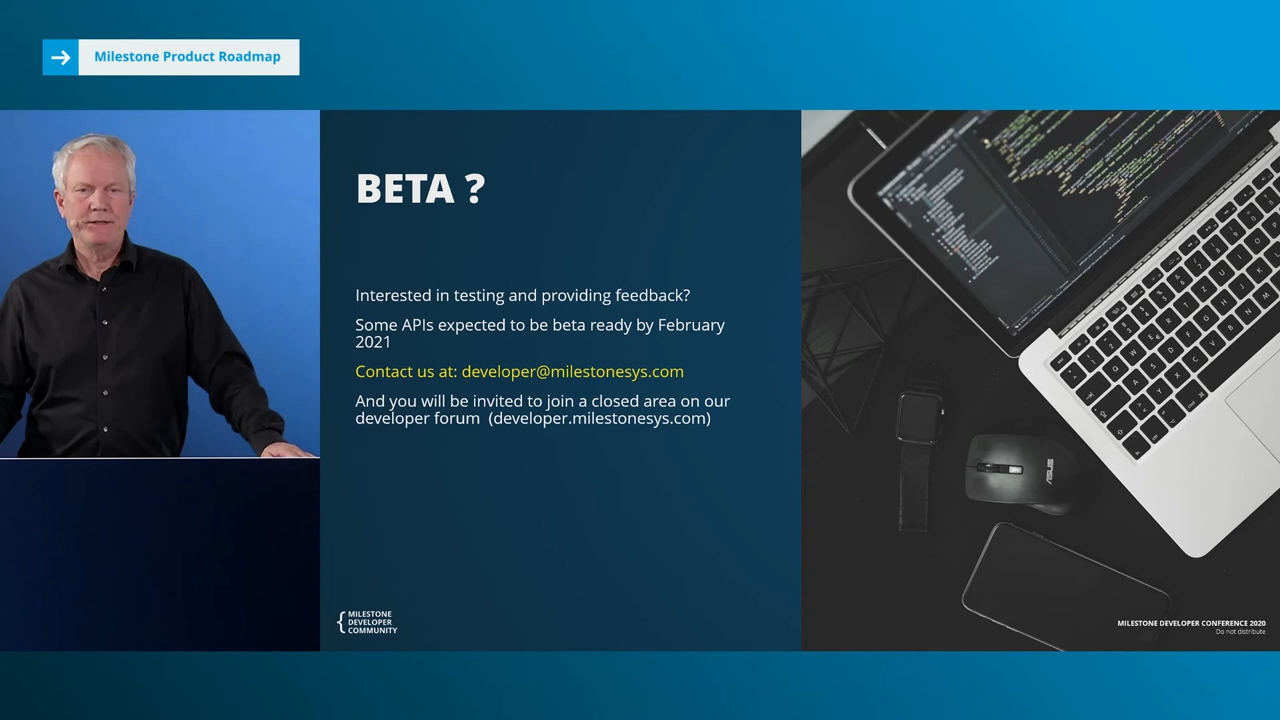 Milestone Product Roadmap
BETA ?
Interested in testing and providing feedback?
Some APIs expected to be beta ready by February
2021
Contact us at: developer@milestonesys.com
And you will be invited to join a closed area on our
developer forum (developer.milestonesys.com)
MILESTONE
DEVELOPER
COMMUNITY
ASUS
MILESTONE DEVELOPER CONFERENCE 2020
Do not distribute